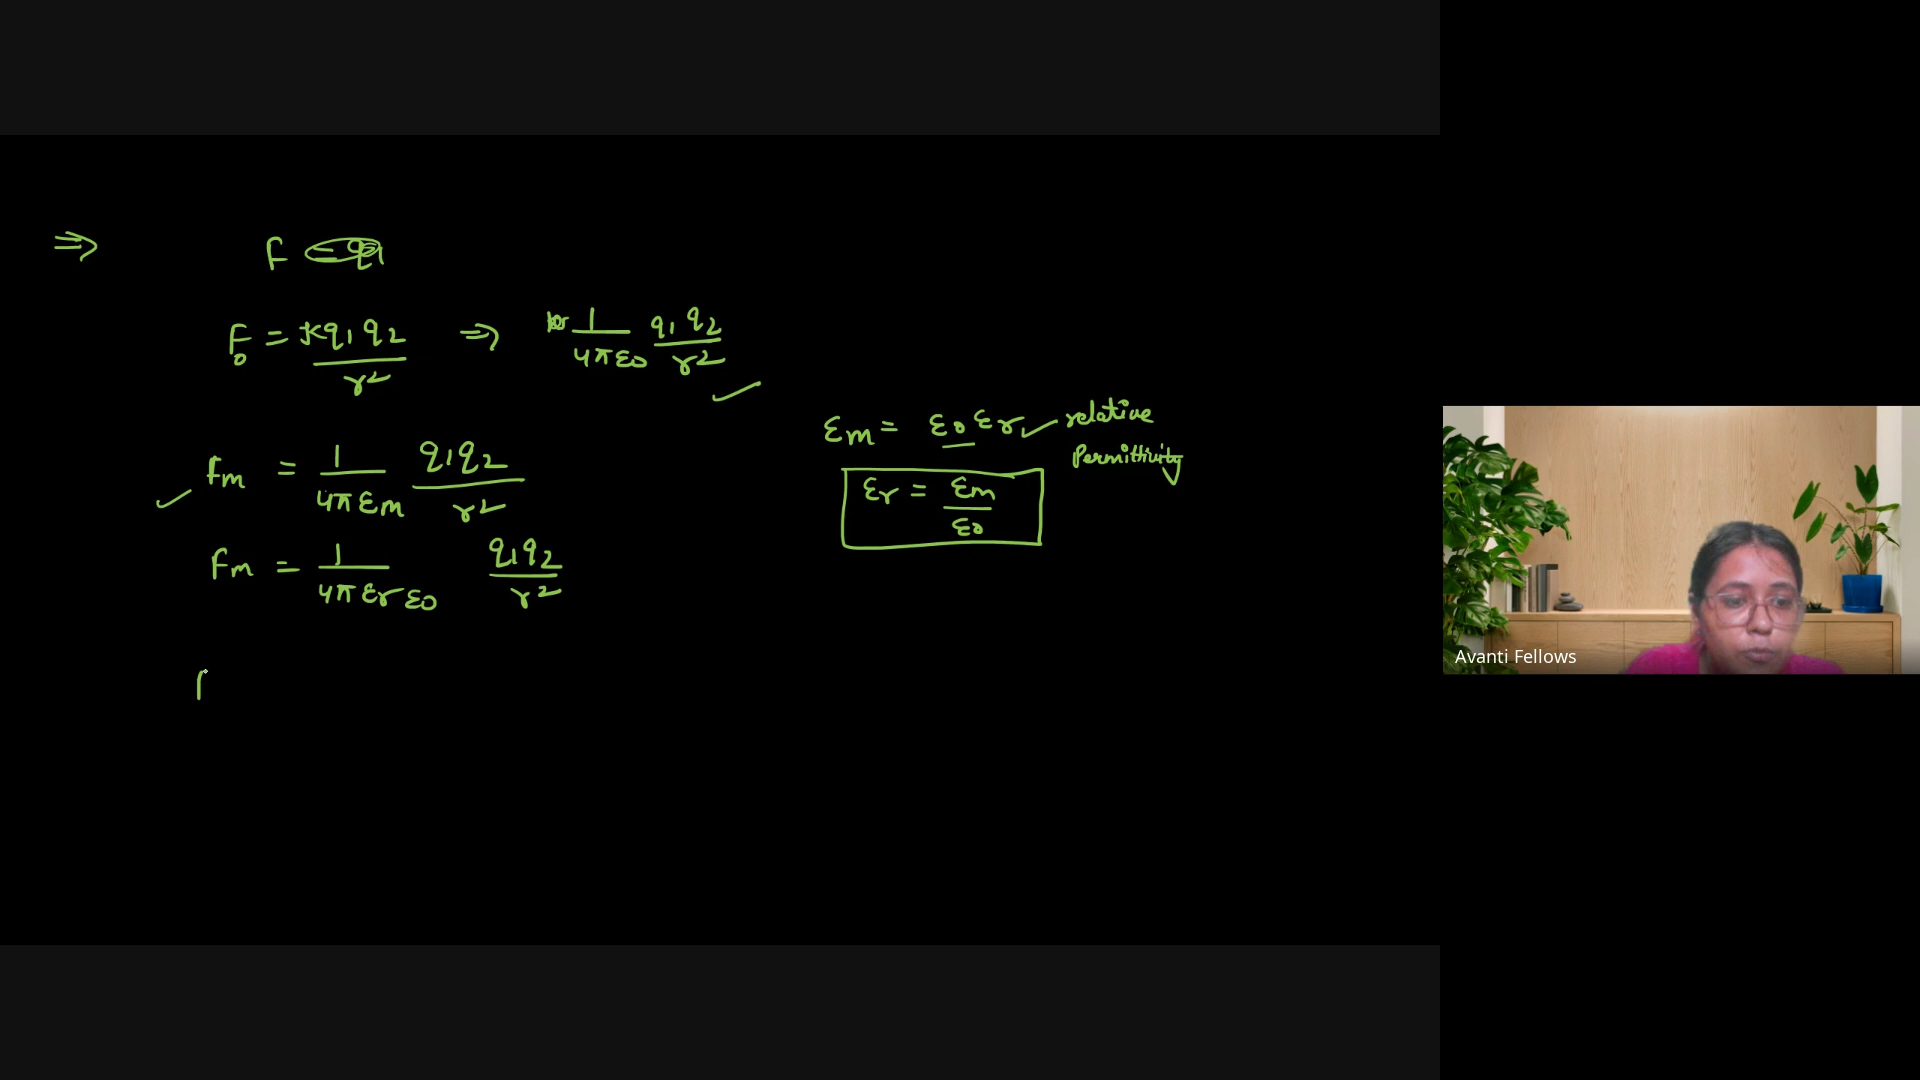 ⇒ F
F₀ = kq₁q₂/r² ⇒ 1/4πε₀ q₁q₂/r² ✓
✓ Fm = 1/4πεm q₁q₂/r²
Fm = 1/4πεrε₀ q₁q₂/r²
εm = ε₀εr ✓ relative
Permittivity
εr = εm/ε₀
Avanti Fellows